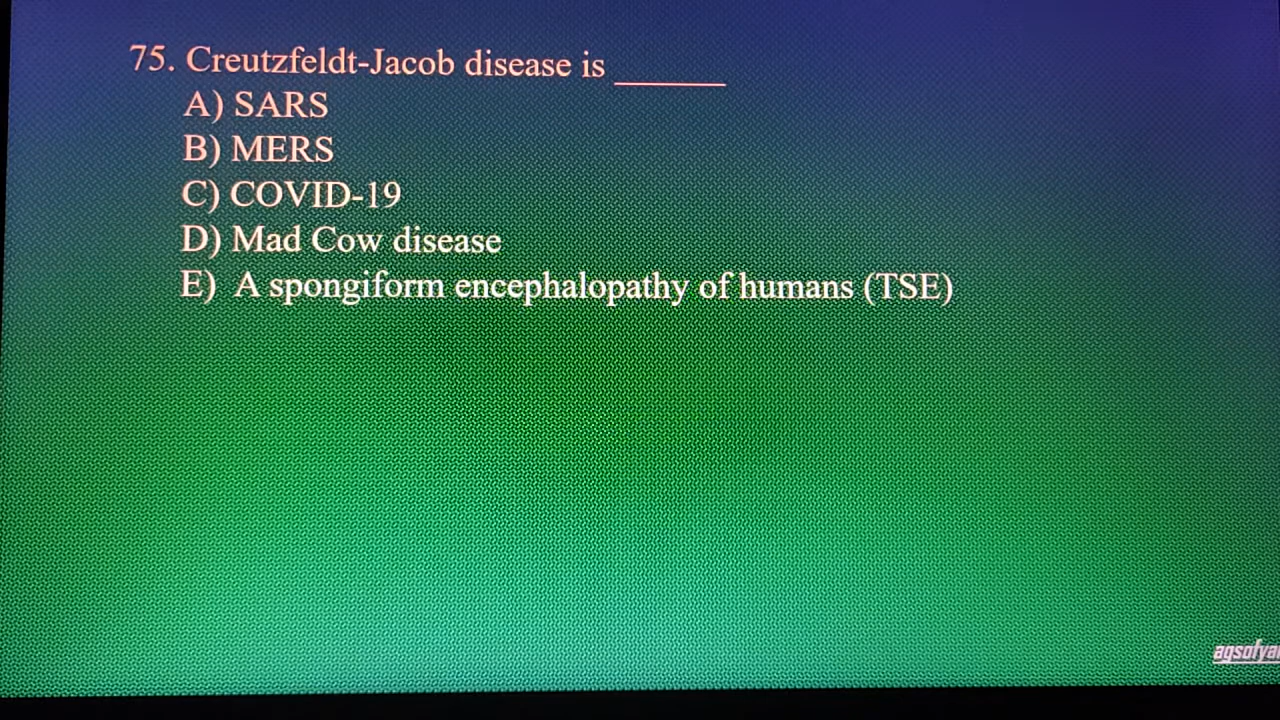 75. Creutzfeldt-Jacob disease is ______
A) SARS
B) MERS
C) COVID-19
D) Mad Cow disease
E) A spongiform encephalopathy of humans (TSE)